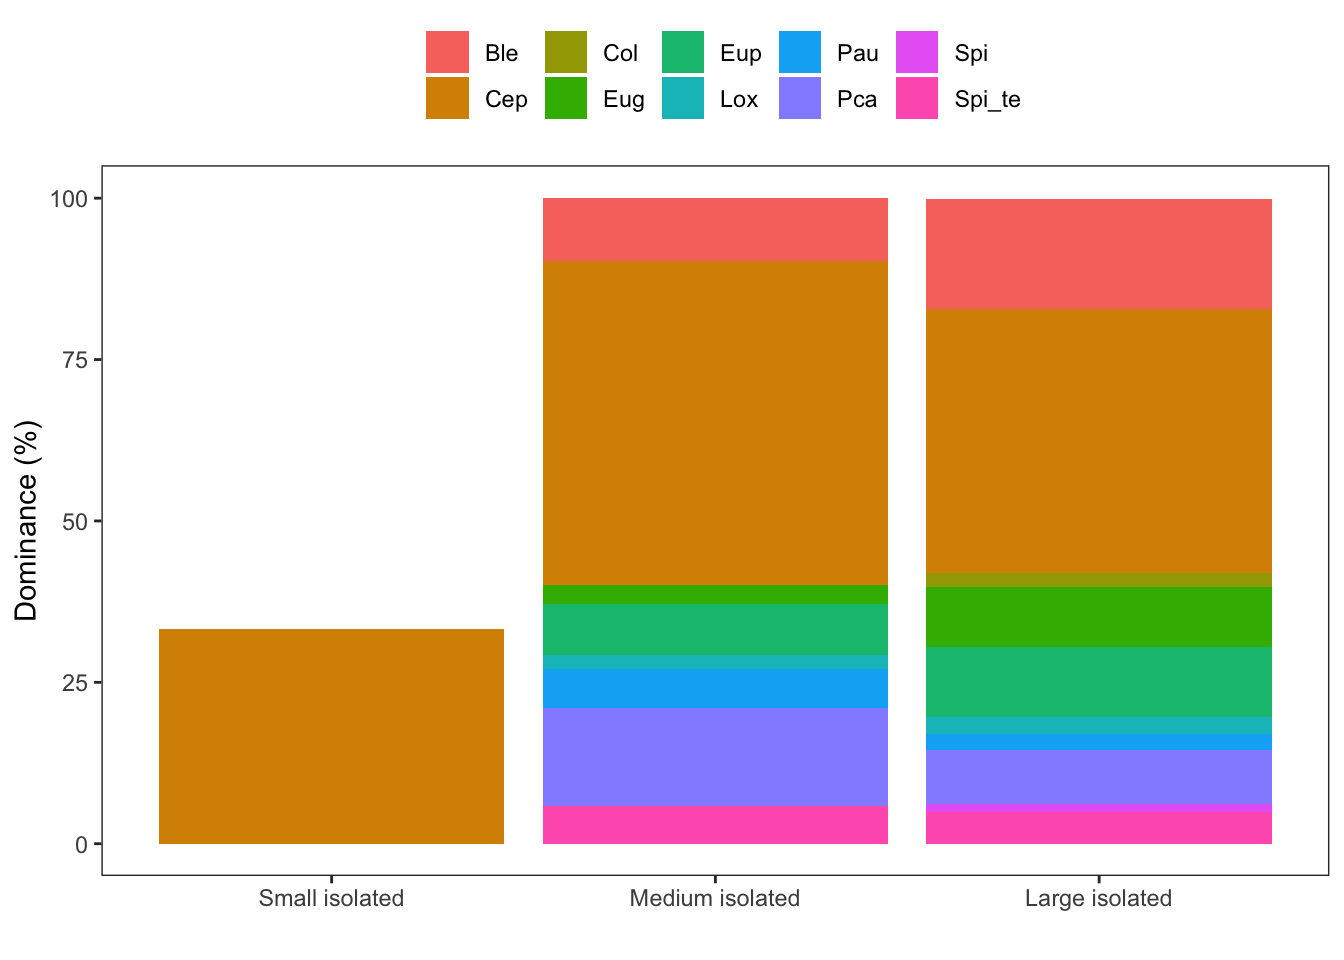 Ble Col Eup Pau Spi
Cep Eug Lox Pca Spi_te
Dominance (%)
100
75
50
25
0
Small isolated Medium isolated Large isolated